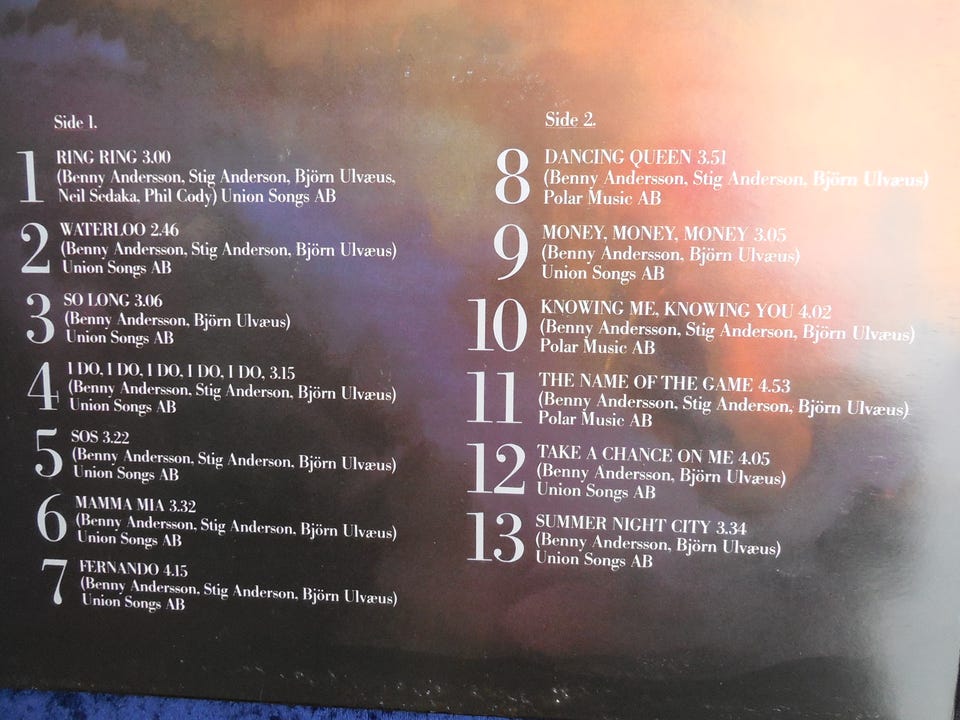 Side 1.
1 RING RING 3.00
(Benny Andersson, Stig Anderson, Björn Ulvæus,
Neil Sedaka, Phil Cody) Union Songs AB
2 WATERLOO 2.46
(Benny Andersson, Stig Anderson, Björn Ulvæus)
Union Songs AB
3 SO LONG 3.06
(Benny Andersson, Björn Ulvæus)
Union Songs AB
4 I DO, I DO, I DO, I DO, I DO, 3.15
(Benny Andersson, Stig Anderson, Björn Ulvæus)
Union Songs AB
5 SOS 3.22
(Benny Andersson, Stig Anderson, Björn Ulvæus)
Union Songs AB
6 MAMMA MIA 3.32
(Benny Andersson, Stig Anderson, Björn Ulvæus)
Union Songs AB
7 FERNANDO 4.15
(Benny Andersson, Stig Anderson, Björn Ulvæus)
Union Songs AB
Side 2.
8 DANCING QUEEN 3.51
(Benny Andersson, Stig Anderson, Björn Ulvæus)
Polar Music AB
9 MONEY, MONEY, MONEY 3.05
(Benny Andersson, Björn Ulvæus)
Union Songs AB
10 KNOWING ME, KNOWING YOU 4.02
(Benny Andersson, Stig Anderson, Björn Ulvæus)
Polar Music AB
11 THE NAME OF THE GAME 4.53
(Benny Andersson, Stig Anderson, Björn Ulvæus)
Polar Music AB
12 TAKE A CHANCE ON ME 4.05
(Benny Andersson, Björn Ulvæus)
Union Songs AB
13 SUMMER NIGHT CITY 3.34
(Benny Andersson, Björn Ulvæus)
Union Songs AB